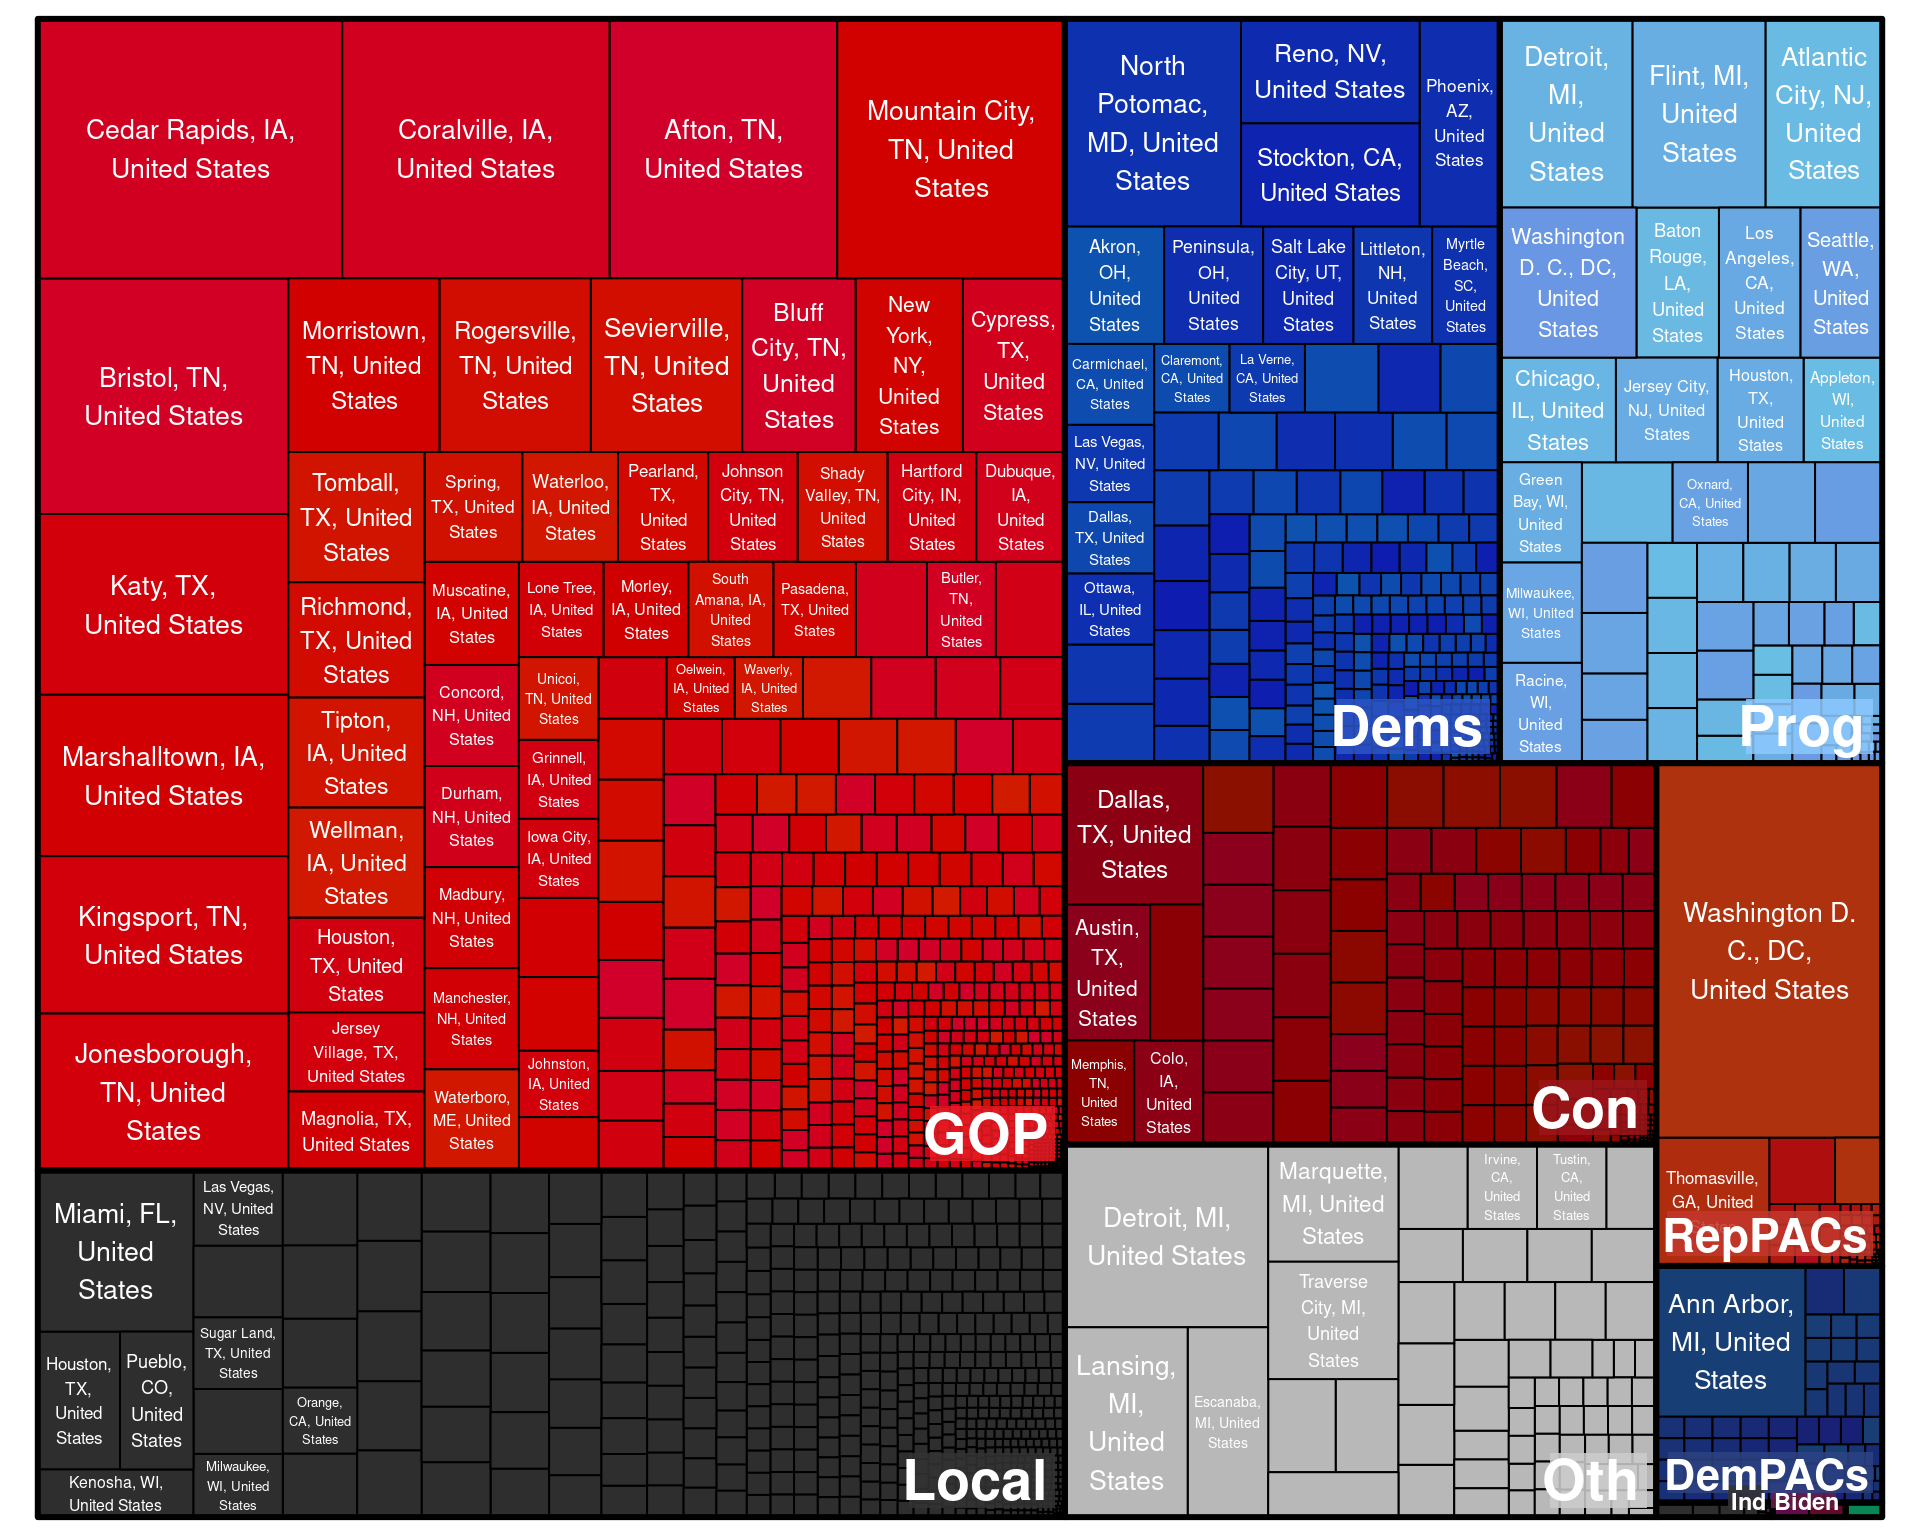 Cedar Rapids, IA,
United States
Coralville, IA,
United States
Afton, TN,
United States
Mountain City,
TN, United
States
Bristol, TN,
United States
Morristown,
TN, United
States
Rogersville,
TN, United
States
Sevierville,
TN, United
States
Bluff
City, TN,
United
States
New
York,
NY,
United
States
Cypress,
TX,
United
States
Katy, TX,
United States
Tomball,
TX, United
States
Spring,
TX, United
States
Waterloo,
IA, United
States
Pearland,
TX,
United
States
Johnson
City, TN,
United
States
Shady
Valley, TN,
United
States
Hartford
City, IN,
United
States
Dubuque,
IA,
United
States
Richmond,
TX, United
States
Muscatine,
IA, United
States
Lone Tree,
IA, United
States
Morley,
IA, United
States
South
Amana, IA,
United
States
Pasadena,
TX, United
States
Butler,
TN,
United
States
Marshalltown, IA,
United States
Tipton,
IA, United
States
Concord,
NH, United
States
Unicoi,
TN, United
States
Oelwein,
IA, United
States
Waverly,
IA, United
States
Grinnell,
IA, United
States
Durham,
NH, United
States
Wellman,
IA, United
States
Iowa City,
IA, United
States
Kingsport, TN,
United States
Houston,
TX, United
States
Madbury,
NH, United
States
Jersey
Village, TX,
United States
Manchester,
NH, United
States
Jonesborough,
TN, United
States
Magnolia, TX,
United States
Waterboro,
ME, United
States
Johnston,
IA, United
States
GOP
Miami, FL,
United
States
Las Vegas,
NV, United
States
Houston,
TX,
United
States
Pueblo,
CO,
United
States
Sugar Land,
TX, United
States
Orange,
CA, United
States
Kenosha, WI,
United States
Milwaukee,
WI, United
States
Local
North
Potomac,
MD, United
States
Reno, NV,
United States
Stockton, CA,
United States
Phoenix,
AZ,
United
States
Akron,
OH,
United
States
Peninsula,
OH,
United
States
Salt Lake
City, UT,
United
States
Littleton,
NH,
United
States
Myrtle
Beach,
SC,
United
States
Carmichael,
CA, United
States
Claremont,
CA, United
States
La Verne,
CA, United
States
Las Vegas,
NV, United
States
Dallas,
TX, United
States
Ottawa,
IL, United
States
Dems
Detroit,
MI,
United
States
Flint, MI,
United
States
Atlantic
City, NJ,
United
States
Washington
D. C., DC,
United
States
Baton
Rouge,
LA,
United
States
Los
Angeles,
CA,
United
States
Seattle,
WA,
United
States
Chicago,
IL, United
States
Jersey City,
NJ, United
States
Houston,
TX,
United
States
Appleton,
WI,
United
States
Green
Bay, WI,
United
States
Oxnard,
CA, United
States
Milwaukee,
WI, United
States
Racine,
WI,
United
States
Prog
Dallas,
TX, United
States
Austin,
TX,
United
States
Memphis,
TN,
United
States
Colo,
IA,
United
States
Con
Washington D.
C., DC,
United States
Thomasville,
GA, United
RepPACs
Detroit, MI,
United States
Marquette,
MI, United
States
Irvine,
CA,
United
States
Tustin,
CA,
United
States
Traverse
City, MI,
United
States
Lansing,
MI,
United
States
Escanaba,
MI, United
States
Oth
Ann Arbor,
MI, United
States
DemPACs
Ind Biden